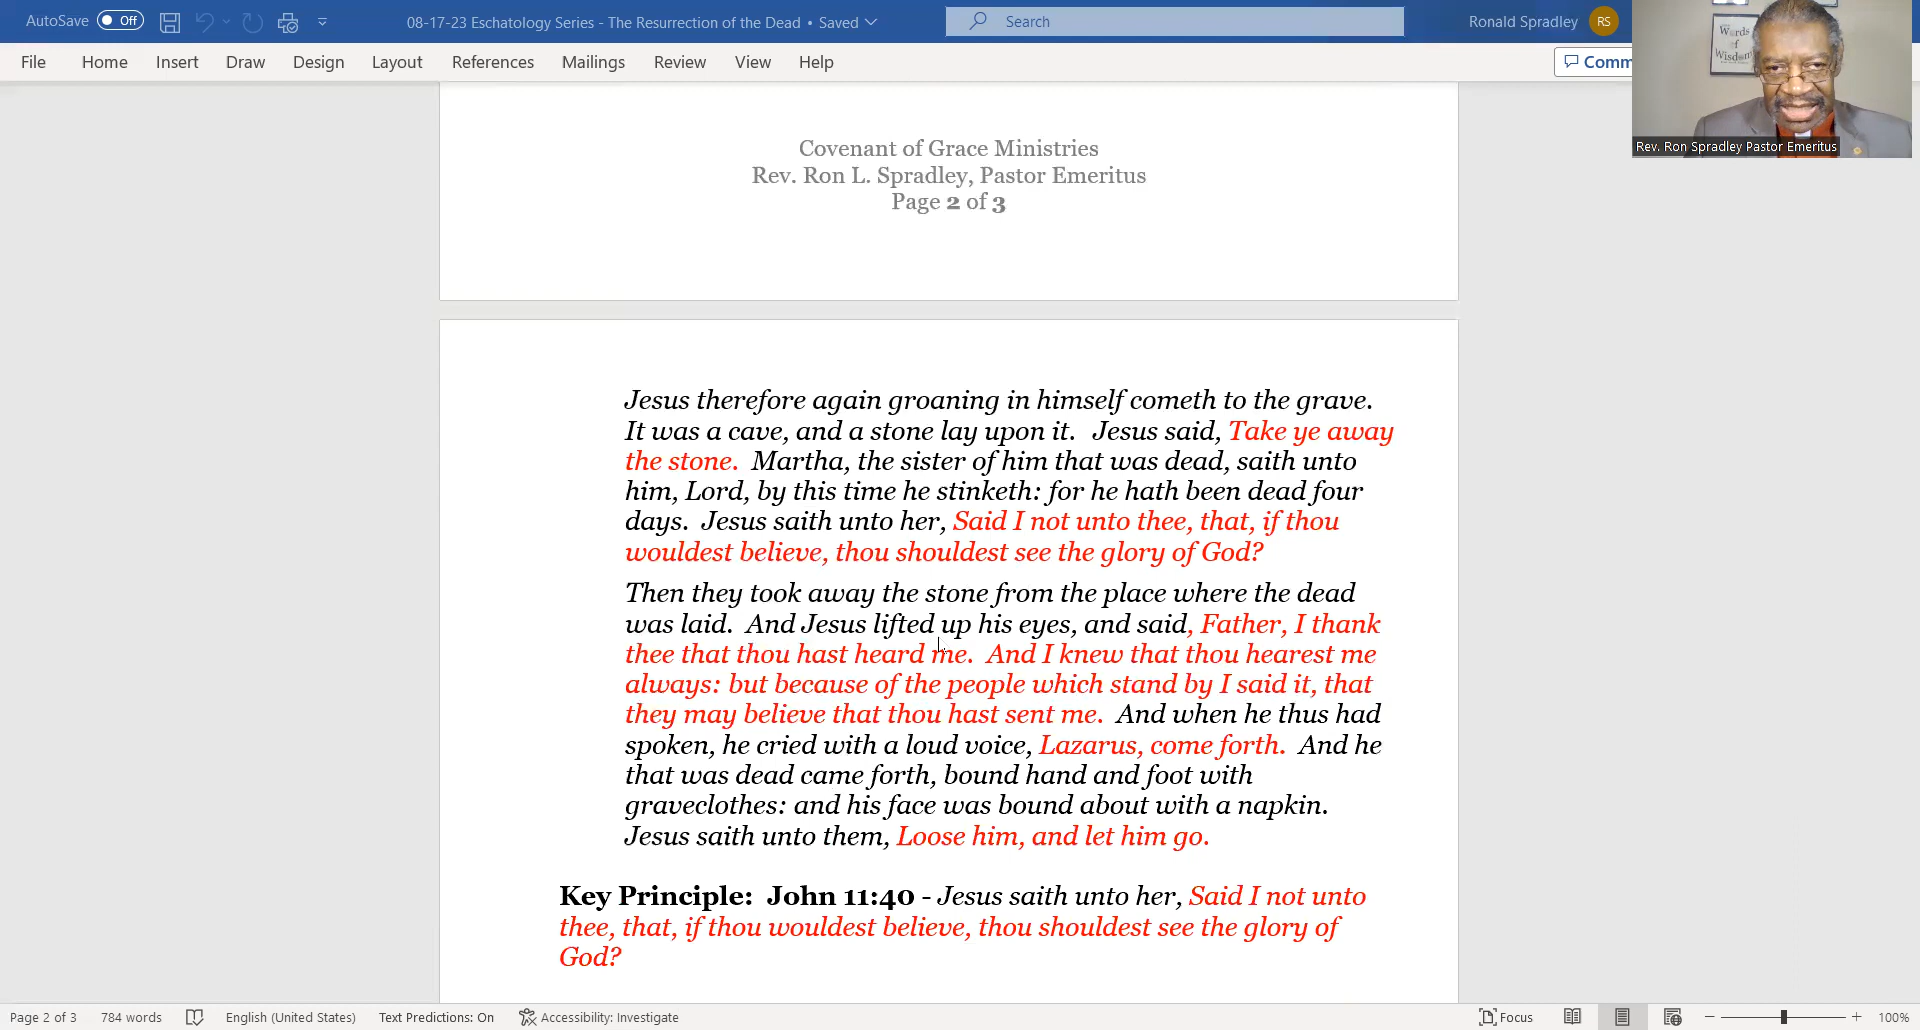 AutoSave Off
08-17-23 Eschatology Series - The Resurrection of the Dead • Saved
Search
Ronald Spradley RS
File Home Insert Draw Design Layout References Mailings Review View Help
Comm
Words
of
Wisdom
Rev. Ron Spradley Pastor Emeritus
Covenant of Grace Ministries
Rev. Ron L. Spradley, Pastor Emeritus
Page 2 of 3
Jesus therefore again groaning in himself cometh to the grave.
It was a cave, and a stone lay upon it. Jesus said, Take ye away
the stone. Martha, the sister of him that was dead, saith unto
him, Lord, by this time he stinketh: for he hath been dead four
days. Jesus saith unto her, Said I not unto thee, that, if thou
wouldest believe, thou shouldest see the glory of God?
Then they took away the stone from the place where the dead
was laid. And Jesus lifted up his eyes, and said, Father, I thank
thee that thou hast heard me. And I knew that thou hearest me
always: but because of the people which stand by I said it, that
they may believe that thou hast sent me. And when he thus had
spoken, he cried with a loud voice, Lazarus, come forth. And he
that was dead came forth, bound hand and foot with
graveclothes: and his face was bound about with a napkin.
Jesus saith unto them, Loose him, and let him go.
Key Principle: John 11:40 - Jesus saith unto her, Said I not unto
thee, that, if thou wouldest believe, thou shouldest see the glory of
God?
Page 2 of 3 784 words English (United States) Text Predictions: On Accessibility: Investigate Focus 100%